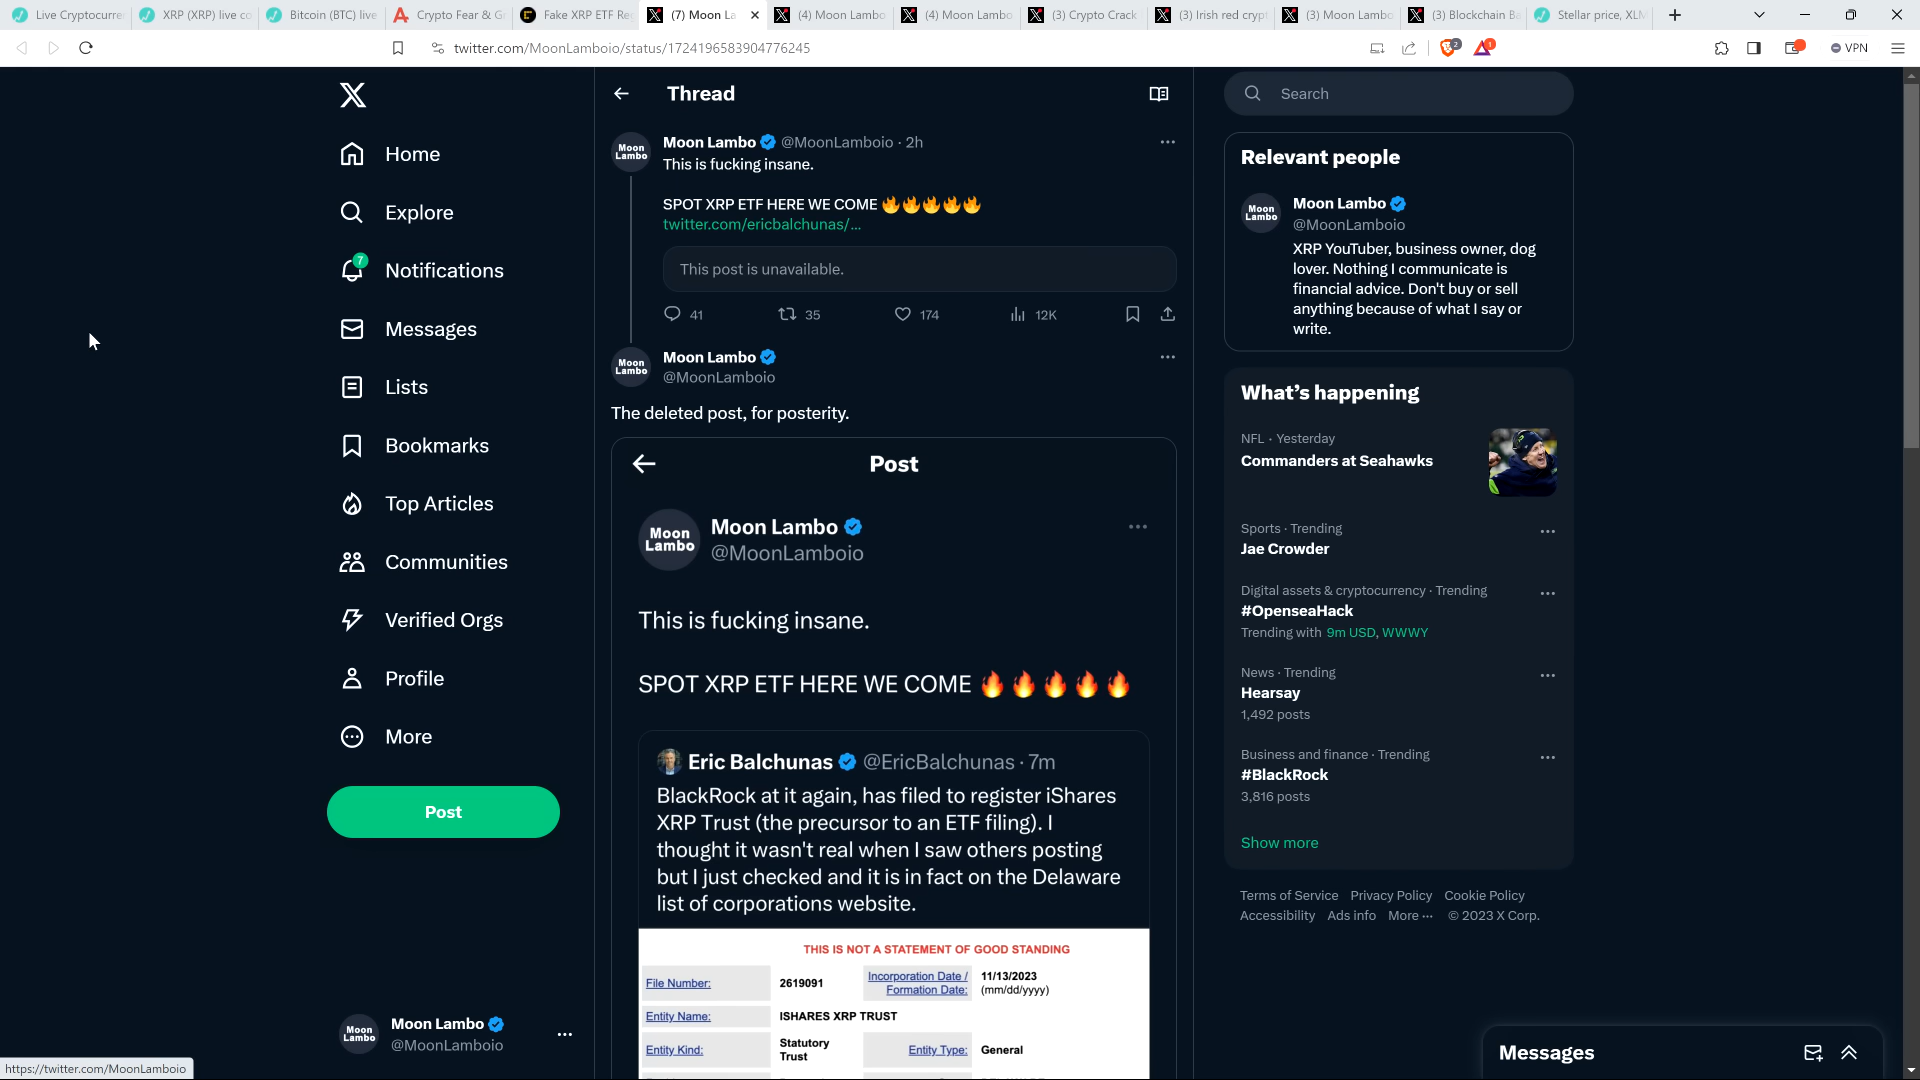 Live Cryptocurre
XRP (XRP) live co
Bitcoin (BTC) live
Crypto Fear & G
Fake XRP ETF Re
(7) Moon La
(4) Moon Lambo
(4) Moon Lambo
(3) Crypto Crack
(3) Irish red crypt
(3) Moon Lambo
(3) Blockchain Ba
Stellar price, XLM
twitter.com/MoonLamboio/status/1724196583904776245
2
1
VPN
Home
Explore
7
Notifications
Messages
Lists
Bookmarks
Top Articles
Communities
Verified Orgs
Profile
More
Post
Moon Lambo
Moon Lambo
@MoonLamboio
https://twitter.com/MoonLamboio
Thread
Moon Lambo
Moon Lambo @MoonLamboio · 2h
This is fucking insane.
SPOT XRP ETF HERE WE COME 🔥🔥🔥🔥🔥
twitter.com/ericbalchunas/…
This post is unavailable.
41 35 174 12K
Moon Lambo
Moon Lambo
@MoonLamboio
The deleted post, for posterity.
Post
Moon Lambo
Moon Lambo
@MoonLamboio
This is fucking insane.
SPOT XRP ETF HERE WE COME 🔥🔥🔥🔥🔥
Eric Balchunas @EricBalchunas · 7m
BlackRock at it again, has filed to register iShares
XRP Trust (the precursor to an ETF filing). I
thought it wasn't real when I saw others posting
but I just checked and it is in fact on the Delaware
list of corporations website.
THIS IS NOT A STATEMENT OF GOOD STANDING
File Number: 2619091 Incorporation Date / 11/13/2023
Formation Date: (mm/dd/yyyy)
Entity Name: ISHARES XRP TRUST
Entity Kind: Statutory Trust Entity Type: General
Search
Relevant people
Moon Lambo
Moon Lambo
@MoonLamboio
XRP YouTuber, business owner, dog
lover. Nothing I communicate is
financial advice. Don't buy or sell
anything because of what I say or
write.
What's happening
NFL · Yesterday
Commanders at Seahawks
Sports · Trending
Jae Crowder
Digital assets & cryptocurrency · Trending
#OpenseaHack
Trending with 9m USD, WWWY
News · Trending
Hearsay
1,492 posts
Business and finance · Trending
#BlackRock
3,816 posts
Show more
Terms of Service Privacy Policy Cookie Policy
Accessibility Ads info More ··· © 2023 X Corp.
Messages